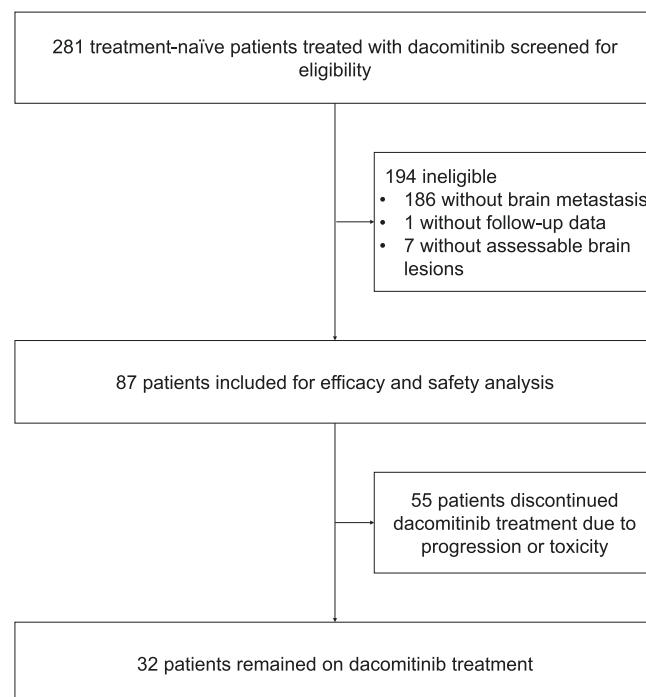 281 treatment-naïve patients treated with dacomitinib screened for
eligibility
194 ineligible
• 186 without brain metastasis
• 1 without follow-up data
• 7 without assessable brain
lesions
87 patients included for efficacy and safety analysis
55 patients discontinued
dacomitinib treatment due to
progression or toxicity
32 patients remained on dacomitinib treatment